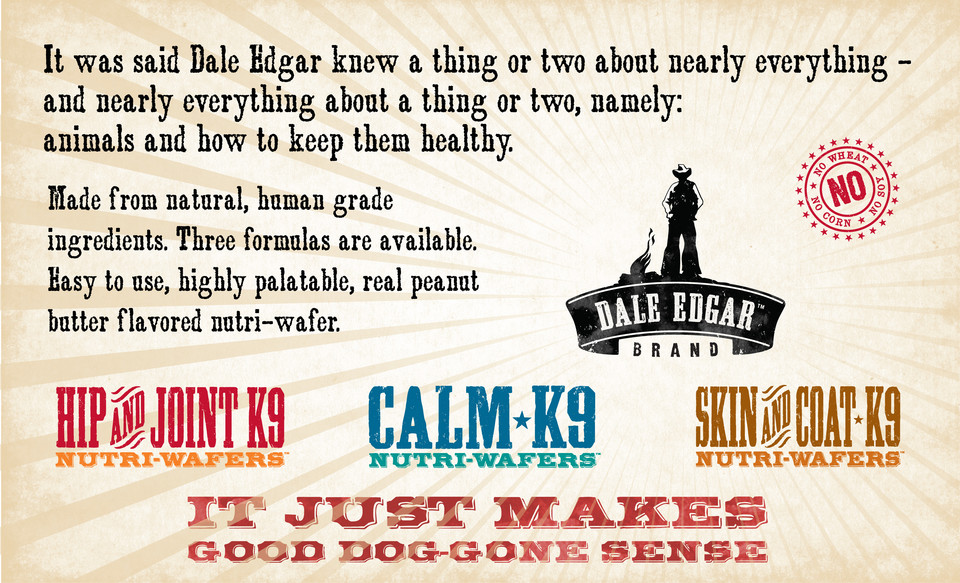 It was said Dale Edgar knew a thing or two about nearly everything –
and nearly everything about a thing or two, namely:
animals and how to keep them healthy.
Made from natural, human grade
ingredients. Three formulas are available.
Easy to use, highly palatable, real peanut
butter flavored nutri-wafer.
NO WHEAT
NO
NO CORN
NO SOY
DALE EDGAR™
BRAND
HIP AND JOINT K9
NUTRI-WAFERS™
CALM★K9
NUTRI-WAFERS™
SKIN AND COAT★K9
NUTRI-WAFERS™
IT JUST MAKES
GOOD DOG-GONE SENSE